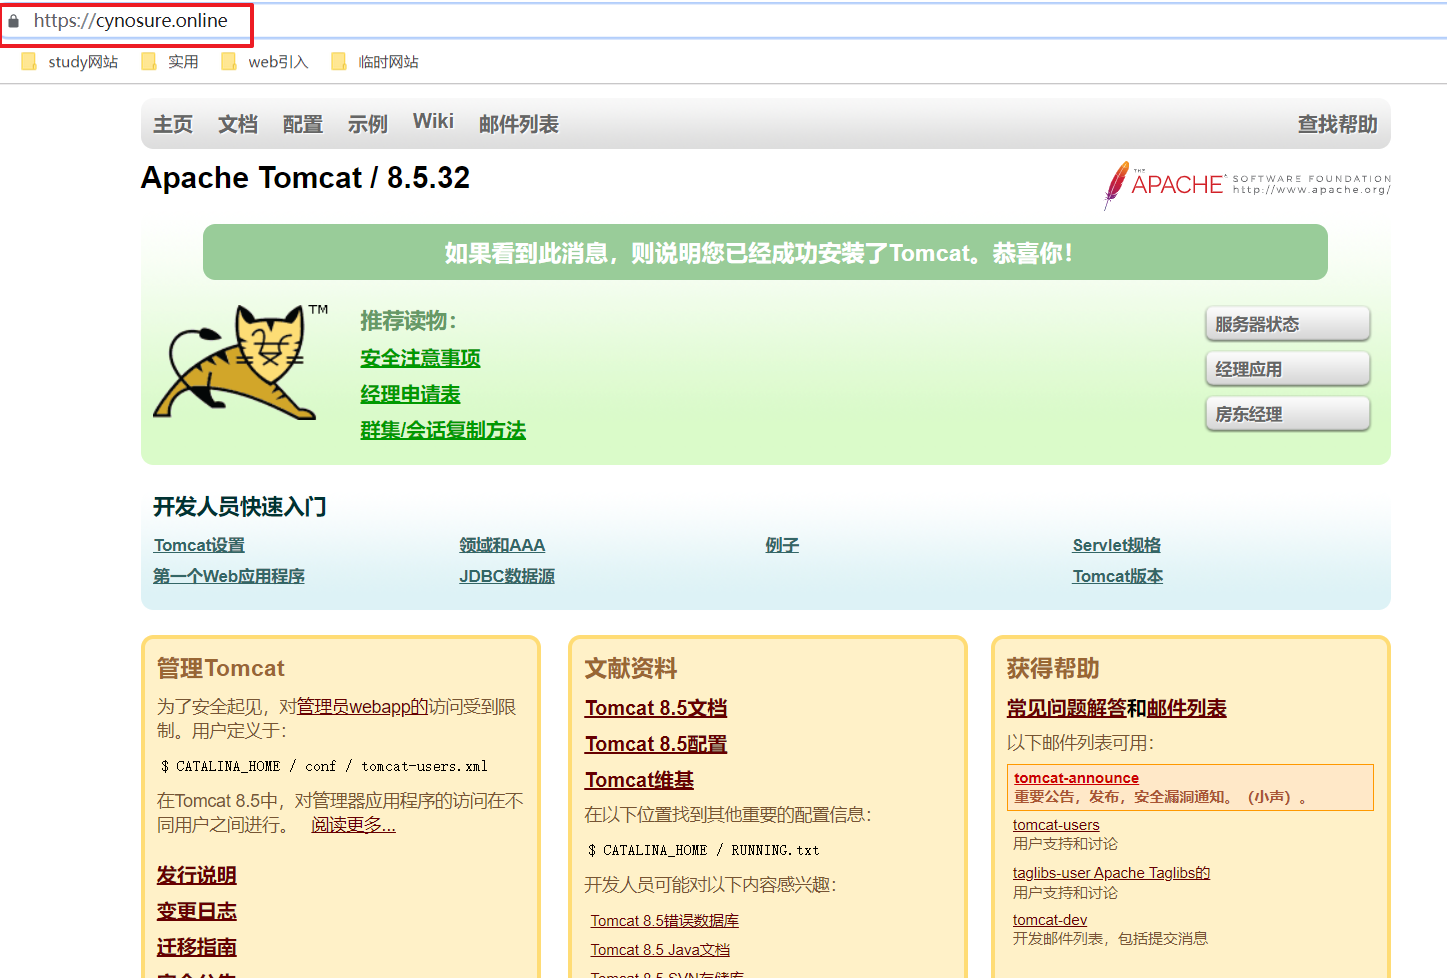 https://cynosure.online
study网站 实用 web引入 临时网站
主页 文档 配置 示例 Wiki 邮件列表 查找帮助
Apache Tomcat / 8.5.32
THE APACHE SOFTWARE FOUNDATION
http://www.apache.org/
如果看到此消息，则说明您已经成功安装了Tomcat。恭喜你！
TM
推荐读物：
安全注意事项
经理申请表
群集/会话复制方法
服务器状态
经理应用
房东经理
开发人员快速入门
Tomcat设置 领域和AAA 例子 Servlet规格
第一个Web应用程序 JDBC数据源 Tomcat版本
管理Tomcat
为了安全起见，对管理员webapp的访问受到限
制。用户定义于：
$ CATALINA_HOME / conf / tomcat-users.xml
在Tomcat 8.5中，对管理器应用程序的访问在不
同用户之间进行。 阅读更多...
发行说明
变更日志
迁移指南
安全公告
文献资料
Tomcat 8.5文档
Tomcat 8.5配置
Tomcat维基
在以下位置找到其他重要的配置信息：
$ CATALINA_HOME / RUNNING.txt
开发人员可能对以下内容感兴趣：
Tomcat 8.5错误数据库
Tomcat 8.5 Java文档
Tomcat 8.5 SVN存储库
获得帮助
常见问题解答和邮件列表
以下邮件列表可用：
tomcat-announce
重要公告，发布，安全漏洞通知。（小声）。
tomcat-users
用户支持和讨论
taglibs-user Apache Taglibs的
用户支持和讨论
tomcat-dev
开发邮件列表，包括提交消息